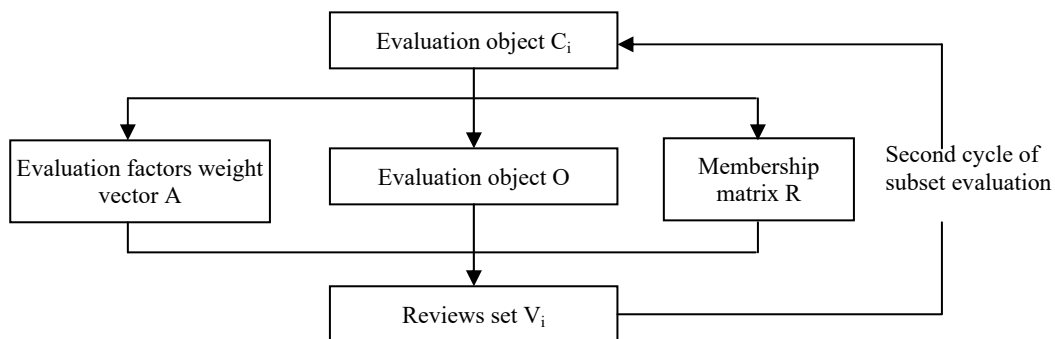 Evaluation object Cᵢ
Evaluation factors weight
vector A
Evaluation object O
Membership
matrix R
Second cycle of
subset evaluation
Reviews set Vᵢ